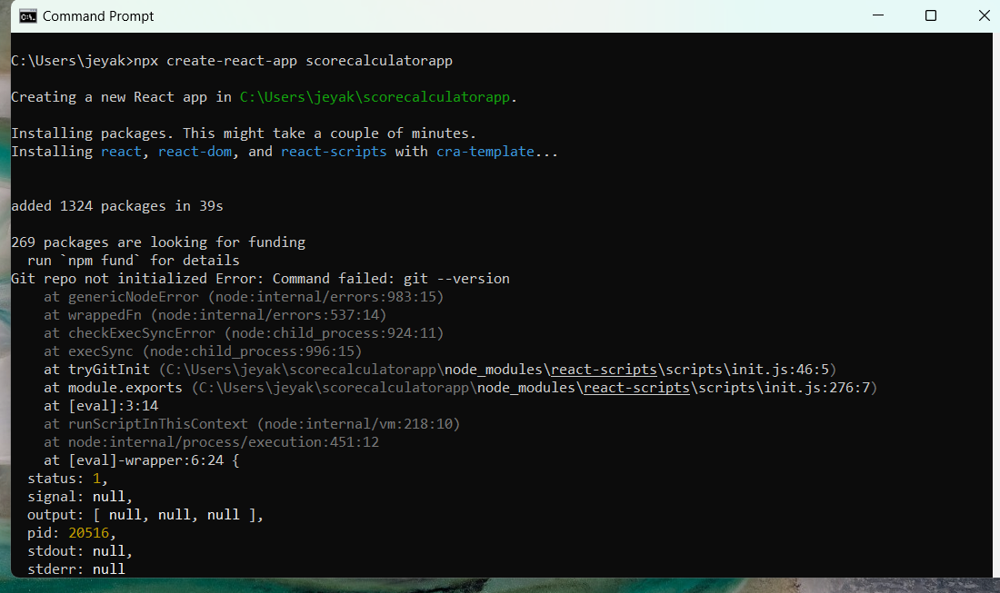 Command Prompt
C:\Users\jeyak>npx create-react-app scorecalculatorapp
Creating a new React app in C:\Users\jeyak\scorecalculatorapp.
Installing packages. This might take a couple of minutes.
Installing react, react-dom, and react-scripts with cra-template...
added 1324 packages in 39s
269 packages are looking for funding
  run `npm fund` for details
Git repo not initialized Error: Command failed: git --version
    at genericNodeError (node:internal/errors:983:15)
    at wrappedFn (node:internal/errors:537:14)
    at checkExecSyncError (node:child_process:924:11)
    at execSync (node:child_process:996:15)
    at tryGitInit (C:\Users\jeyak\scorecalculatorapp\node_modules\react-scripts\scripts\init.js:46:5)
    at module.exports (C:\Users\jeyak\scorecalculatorapp\node_modules\react-scripts\scripts\init.js:276:7)
    at [eval]:3:14
    at runScriptInThisContext (node:internal/vm:218:10)
    at node:internal/process/execution:451:12
    at [eval]-wrapper:6:24 {
  status: 1,
  signal: null,
  output: [ null, null, null ],
  pid: 20516,
  stdout: null,
  stderr: null